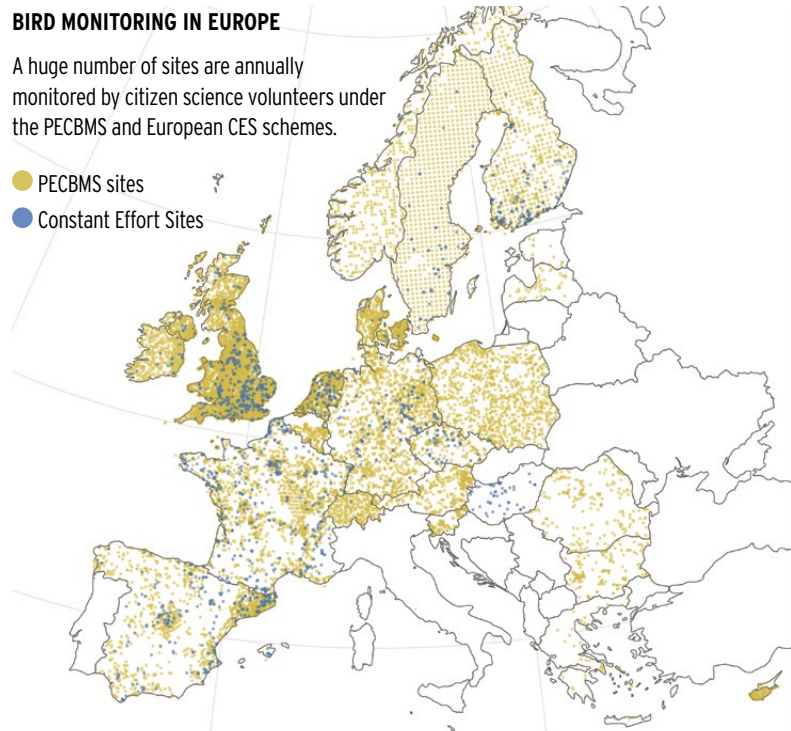 BIRD MONITORING IN EUROPE
A huge number of sites are annually
monitored by citizen science volunteers under
the PECBMS and European CES schemes.
PECBMS sites
Constant Effort Sites